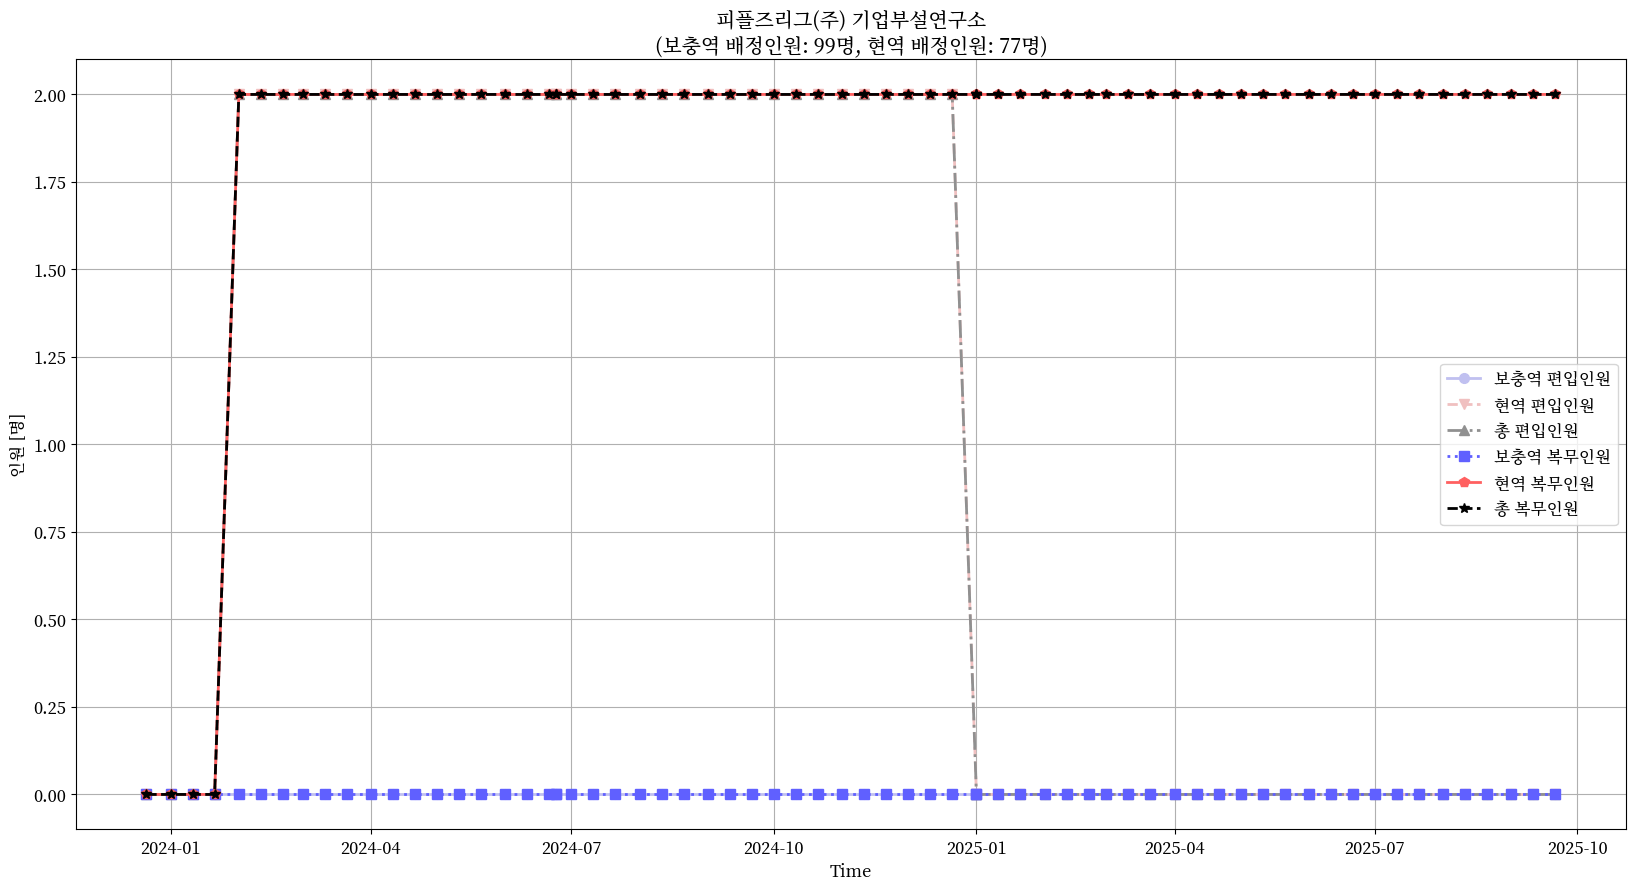 피플즈리그(주) 기업부설연구소
(보충역 배정인원: 99명, 현역 배정인원: 77명)
인원 [명]
2.00
1.75
1.50
1.25
1.00
0.75
0.50
0.25
0.00
보충역 편입인원
현역 편입인원
총 편입인원
보충역 복무인원
현역 복무인원
총 복무인원
2024-01
2024-04
2024-07
2024-10
2025-01
2025-04
2025-07
2025-10
Time